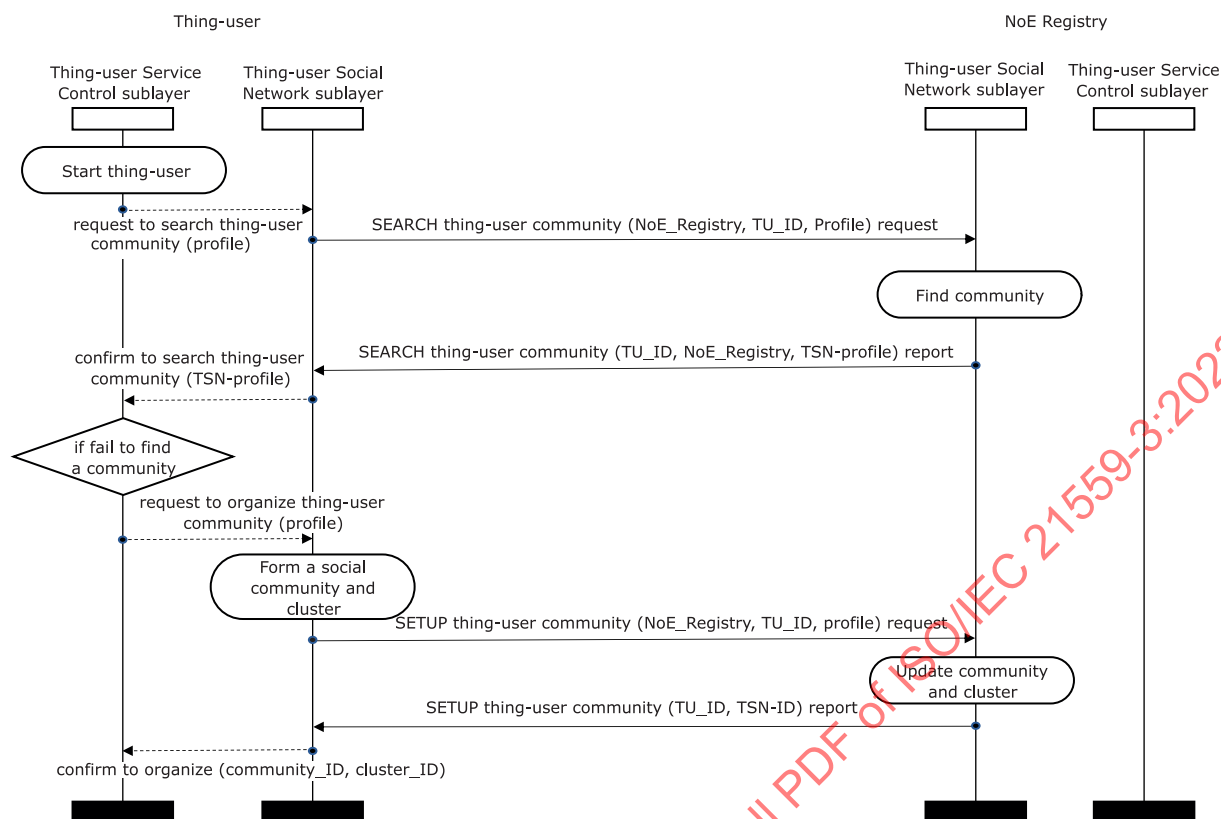 Thing-user
NoE Registry
Thing-user Service
Control sublayer
Thing-user Social
Network sublayer
Thing-user Social
Network sublayer
Thing-user Service
Control sublayer
Start thing-user
request to search thing-user
community (profile)
SEARCH thing-user community (NoE_Registry, TU_ID, Profile) request
Find community
SEARCH thing-user community (TU_ID, NoE_Registry, TSN-profile) report
confirm to search thing-user
community (TSN-profile)
if fail to find
a community
request to organize thing-user
community (profile)
Form a social
community and
cluster
SETUP thing-user community (NoE_Registry, TU_ID, profile) request
Update community
and cluster
SETUP thing-user community (TU_ID, TSN-ID) report
confirm to organize (community_ID, cluster_ID)
PDF of ISO/IEC 21559-3:202